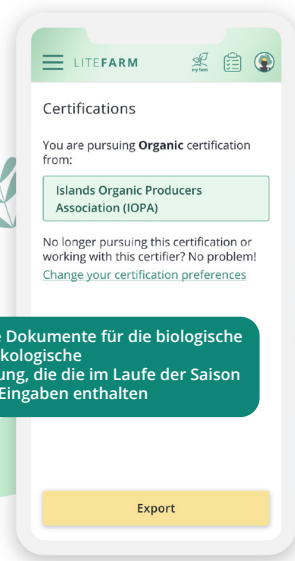 LITEFARM
my farm
Certifications
You are pursuing Organic certification
from:
Islands Organic Producers
Association (IOPA)
No longer pursuing this certification or
working with this certifier? No problem!
Change your certification preferences
Dokumente für die biologische
die die im Laufe der Saison
Eingaben enthalten
Export